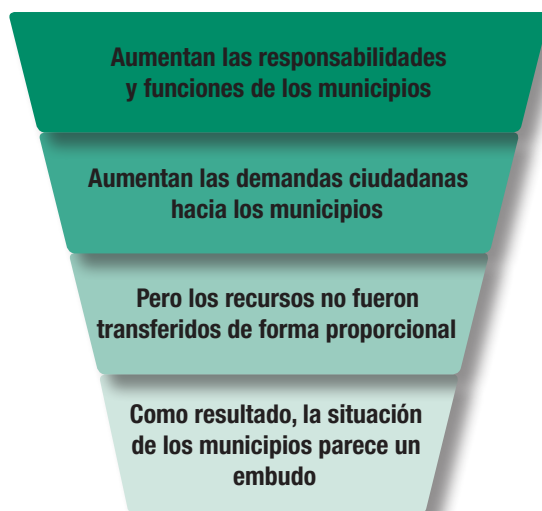 Aumentan las responsabilidades
y funciones de los municipios
Aumentan las demandas ciudadanas
hacia los municipios
Pero los recursos no fueron
transferidos de forma proporcional
Como resultado, la situación
de los municipios parece un
embudo